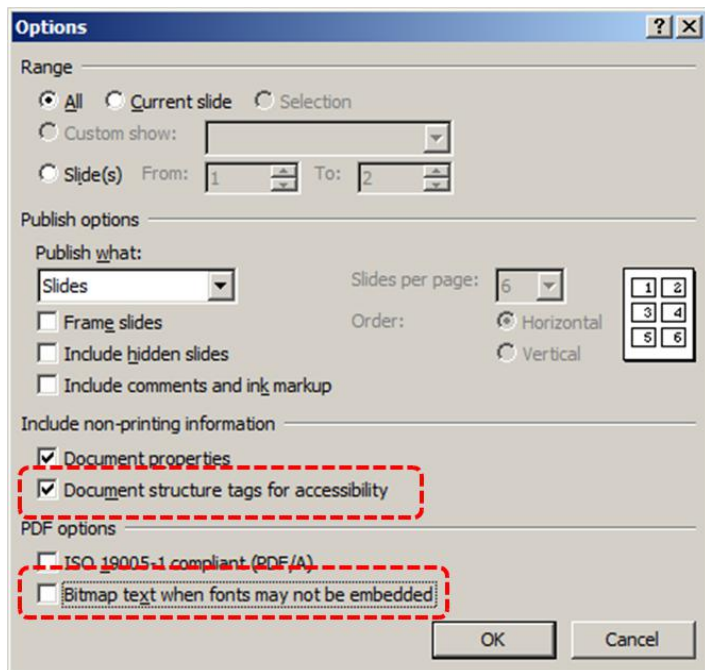 Options
Range
All Current slide Selection
Custom show:
Slide(s) From: 1 To: 2
Publish options
Publish what:
Slides Slides per page: 6
Frame slides Order: Horizontal
Include hidden slides Vertical
Include comments and ink markup
1 2
3 4
5 6
Include non-printing information
Document properties
Document structure tags for accessibility
PDF options
ISO 19005-1 compliant (PDF/A)
Bitmap text when fonts may not be embedded
OK Cancel